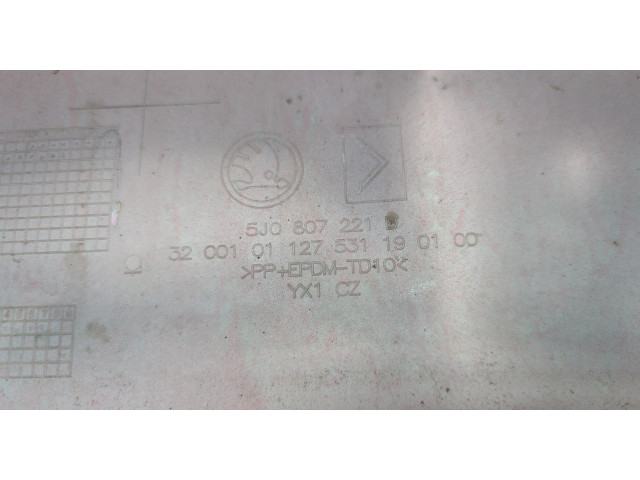 5J0 807 221
32 001 01 127 531 19 01 00
>PP+EPDM-TD10<
YX1 CZ